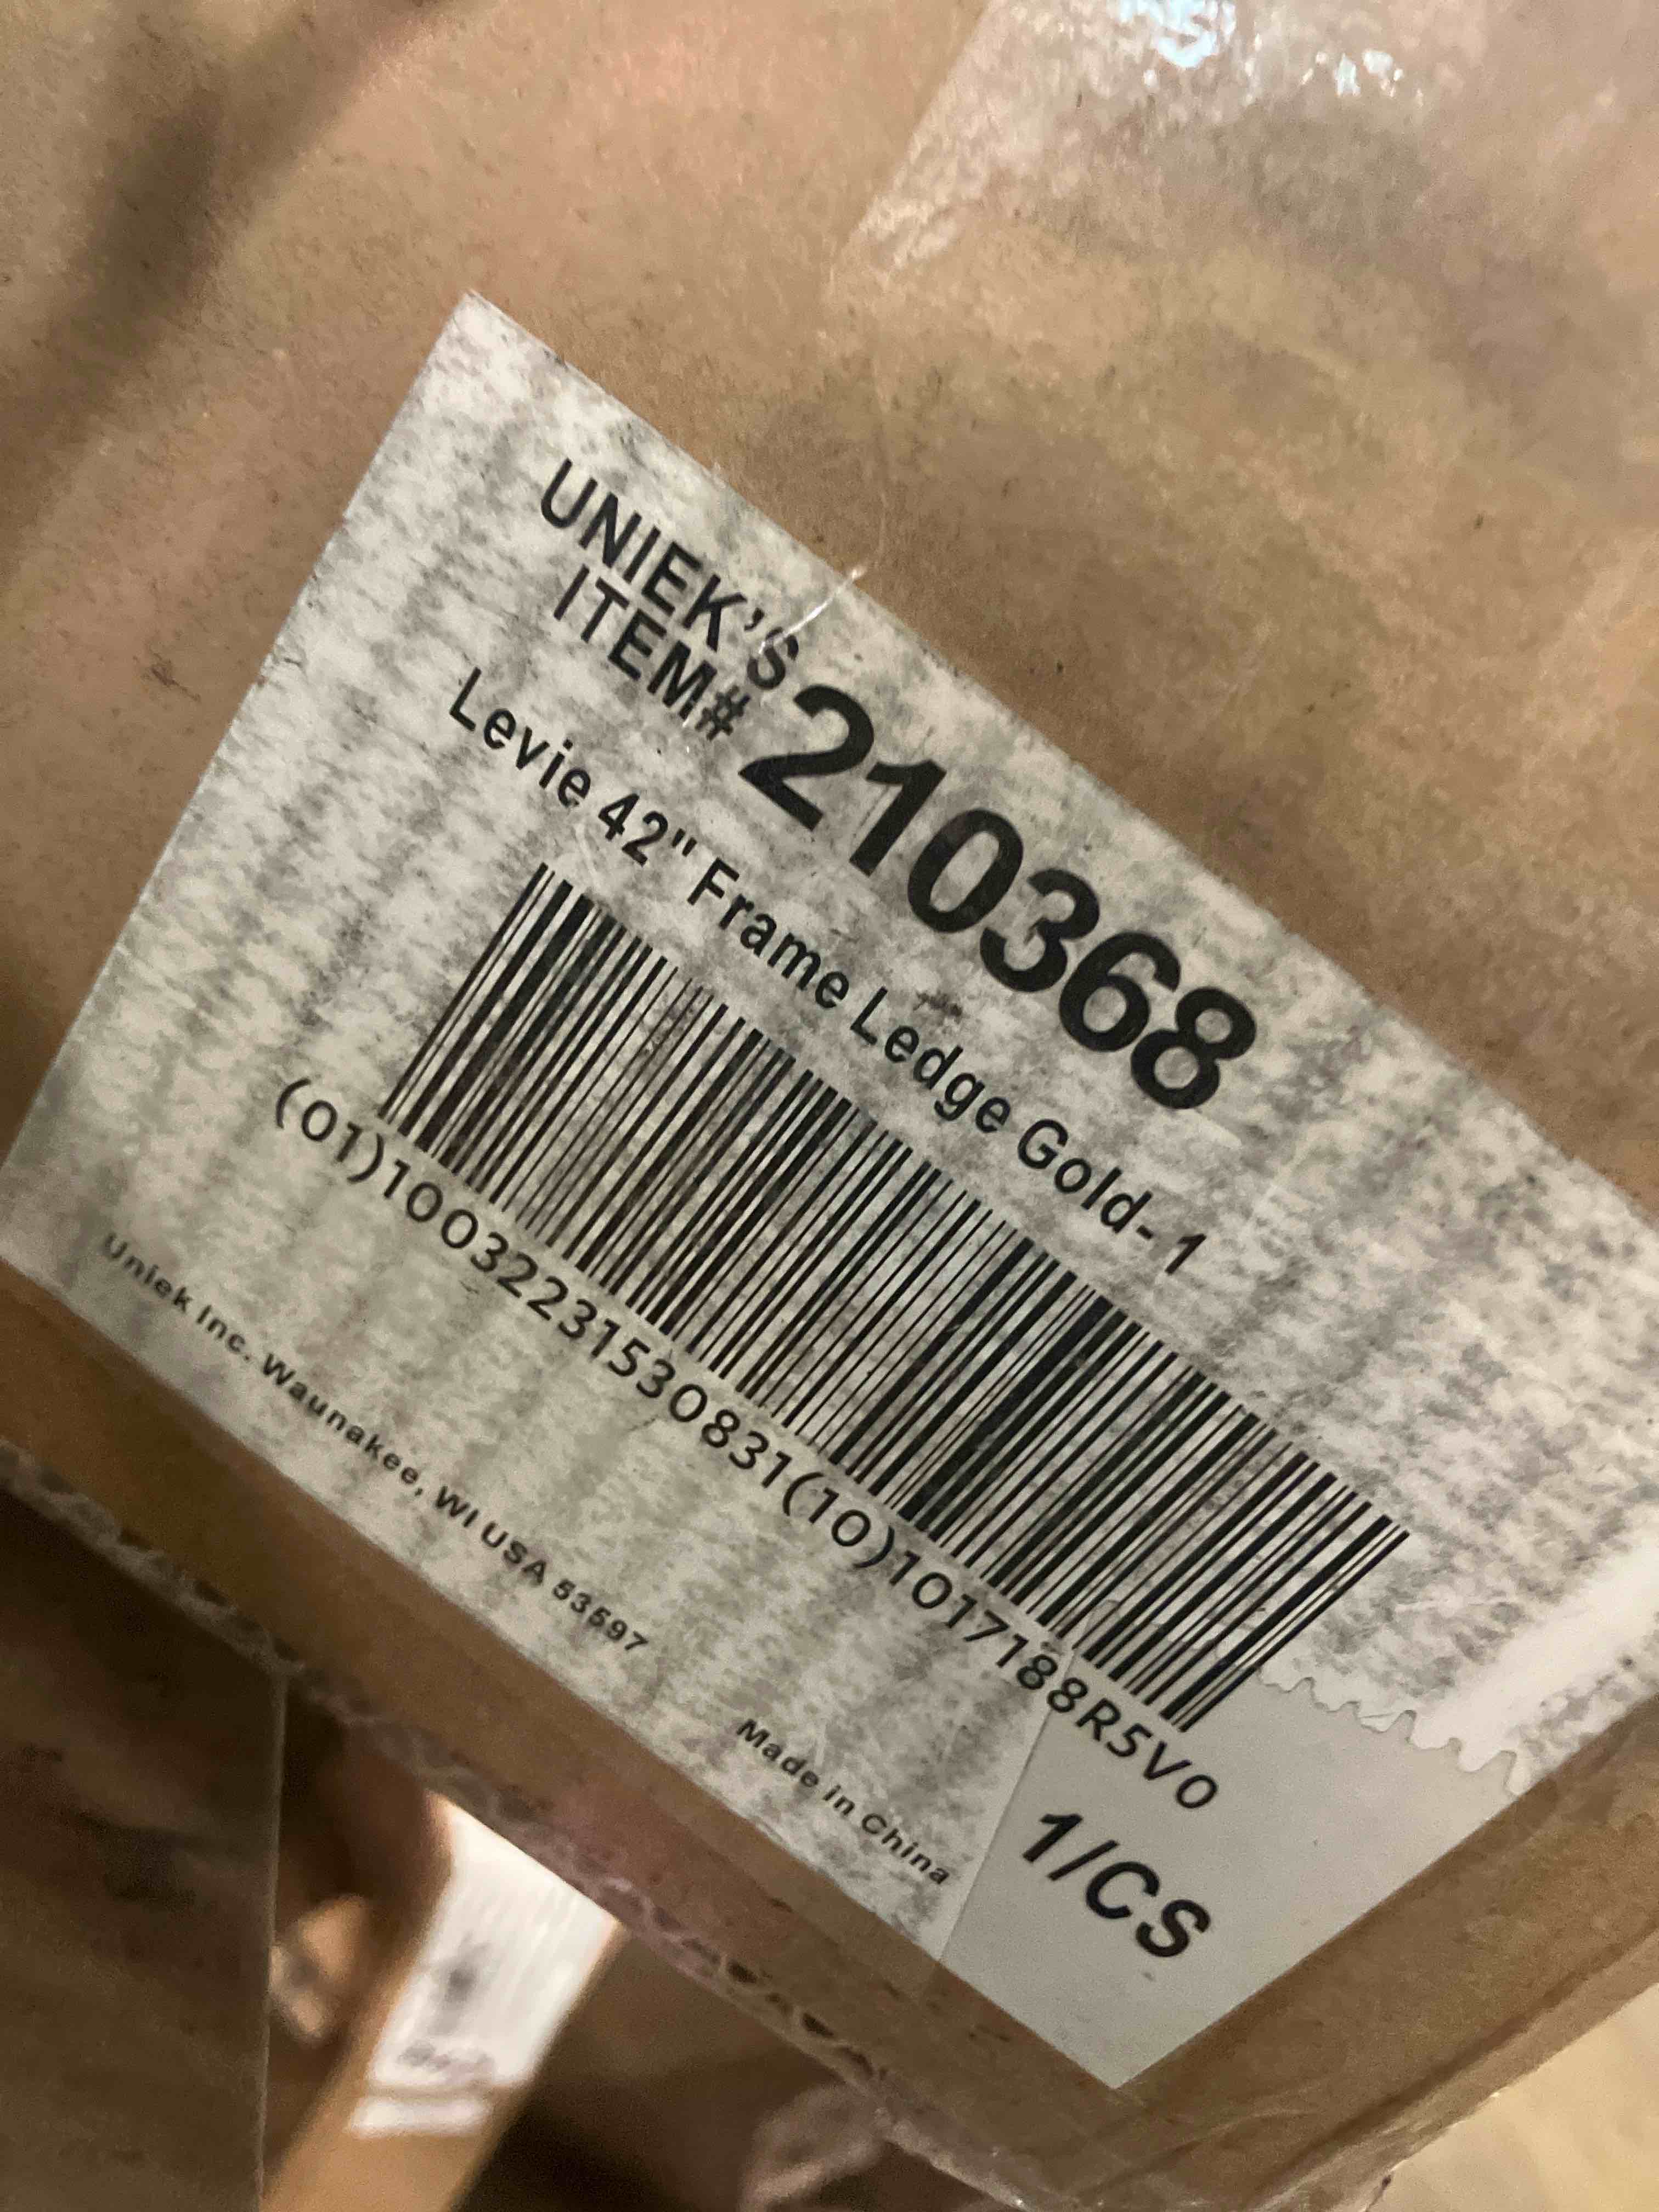 UNIEK'S
ITEM# 210368
Levie 42" Frame Ledge Gold-1
(01)10032231530831(10)1017188R5V0
Uniek Inc. Waunakee, WI USA 53597
Made in China
1/CS